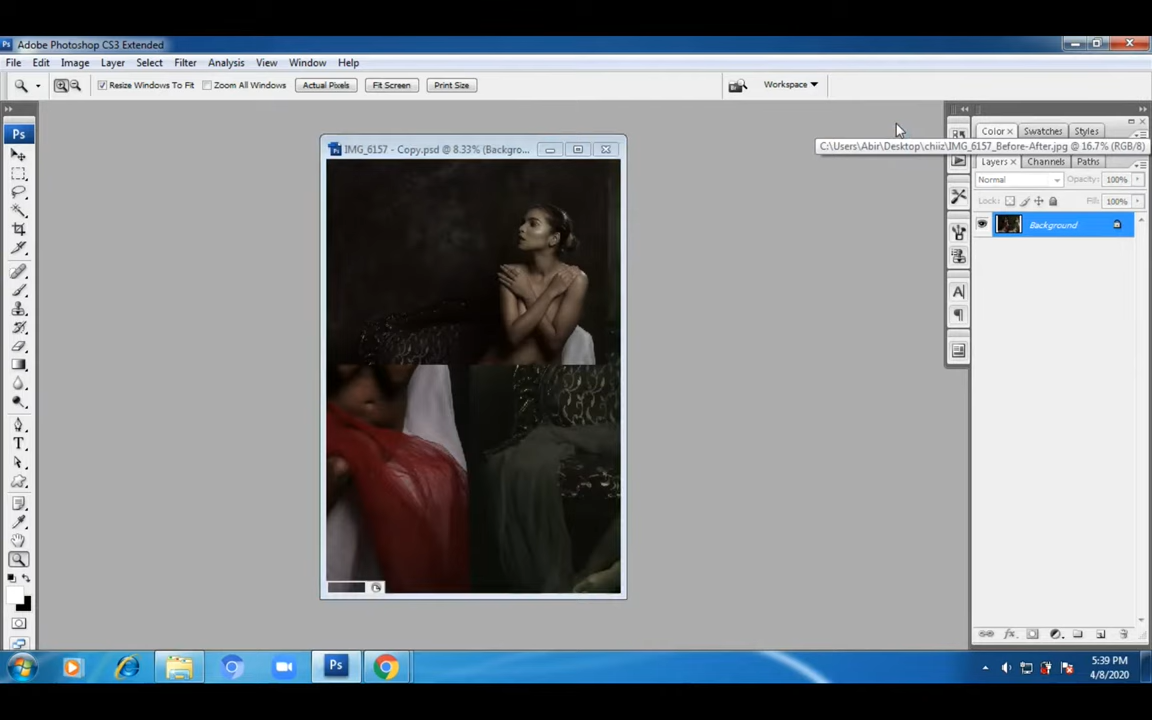 Ps Adobe Photoshop CS3 Extended
File Edit Image Layer Select Filter Analysis View Window Help
Resize Windows To Fit Zoom All Windows Actual Pixels Fit Screen Print Size Workspace
Ps
IMG_6157 - Copy.psd @ 8.33% (Backgro...
Color × Swatches Styles
C:\Users\Abir\Desktop\chiiz\IMG_6157_Before-After.jpg @ 16.7% (RGB/8)
Layers × Channels Paths
Normal Opacity: 100%
Lock: Fill: 100%
Background
A
T
Ps
5:39 PM
4/8/2020